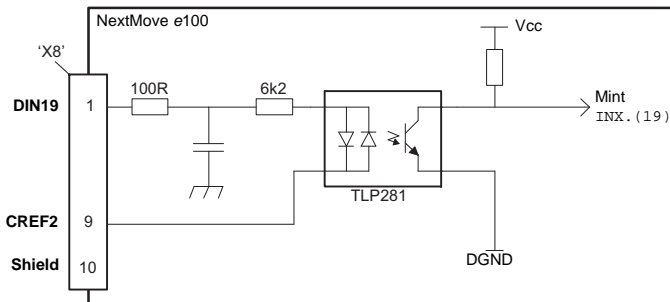 NextMove e100
'X8'
Vcc
100R
6k2
DIN19
1
Mint
INX.(19)
TLP281
CREF2
9
Shield
10
DGND